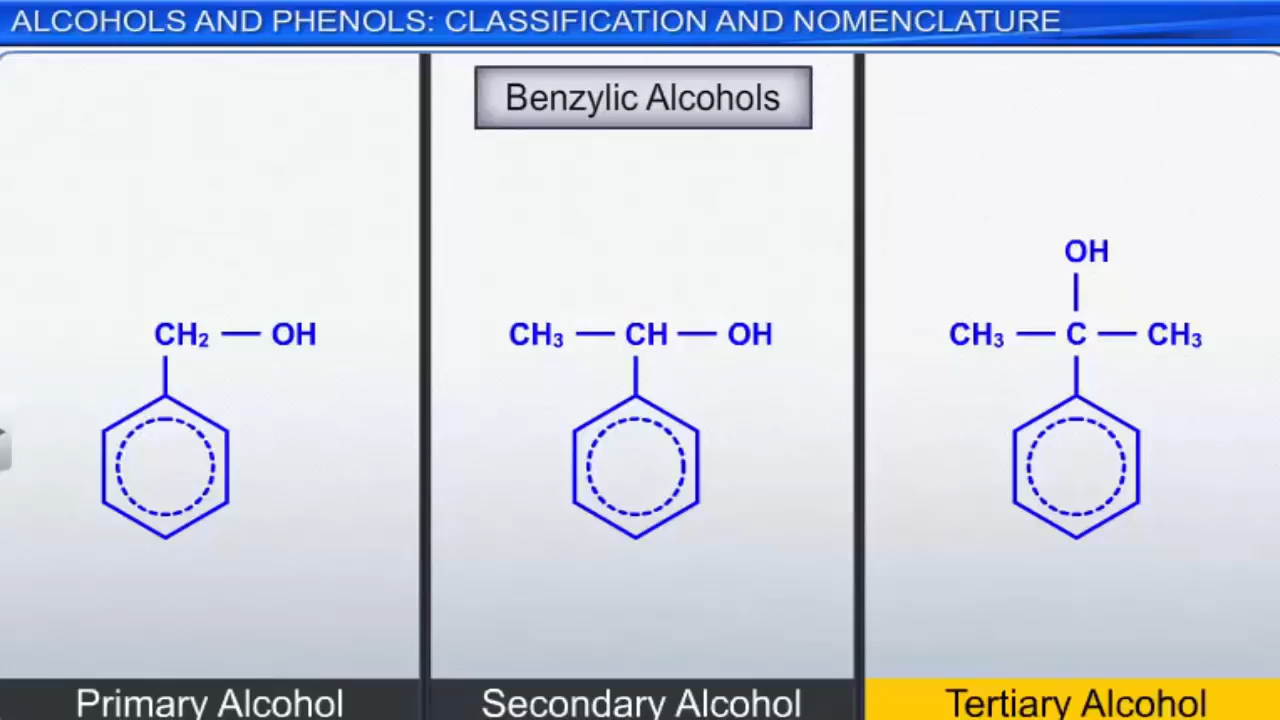 ALCOHOLS AND PHENOLS: CLASSIFICATION AND NOMENCLATURE
Benzylic Alcohols
CH₂ — OH
CH₃ — CH — OH
OH
CH₃ — C — CH₃
Primary Alcohol
Secondary Alcohol
Tertiary Alcohol